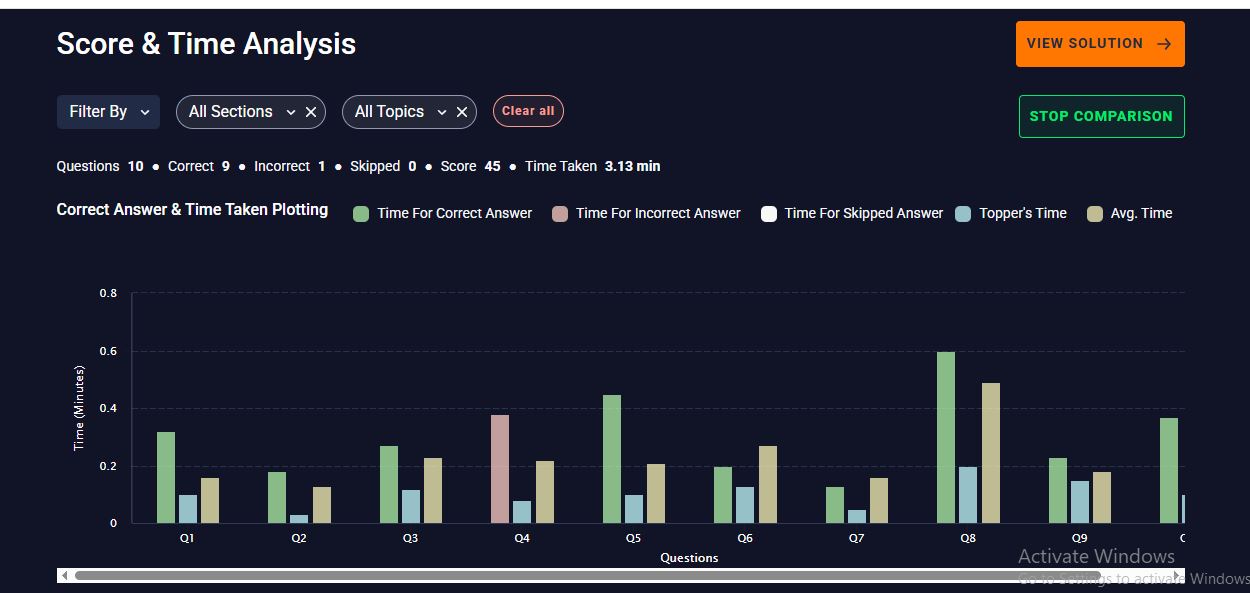 Score & Time Analysis
VIEW SOLUTION
Filter By
All Sections
All Topics
Clear all
STOP COMPARISON
Questions 10 ● Correct 9 ● Incorrect 1 ● Skipped 0 ● Score 45 ● Time Taken 3.13 min
Correct Answer & Time Taken Plotting
Time For Correct Answer
Time For Incorrect Answer
Time For Skipped Answer
Topper's Time
Avg. Time
0.8
0.6
0.4
0.2
0
Time (Minutes)
Q1 Q2 Q3 Q4 Q5 Q6 Q7 Q8 Q9
Questions
Activate Windows
Go to Settings to activate Windows